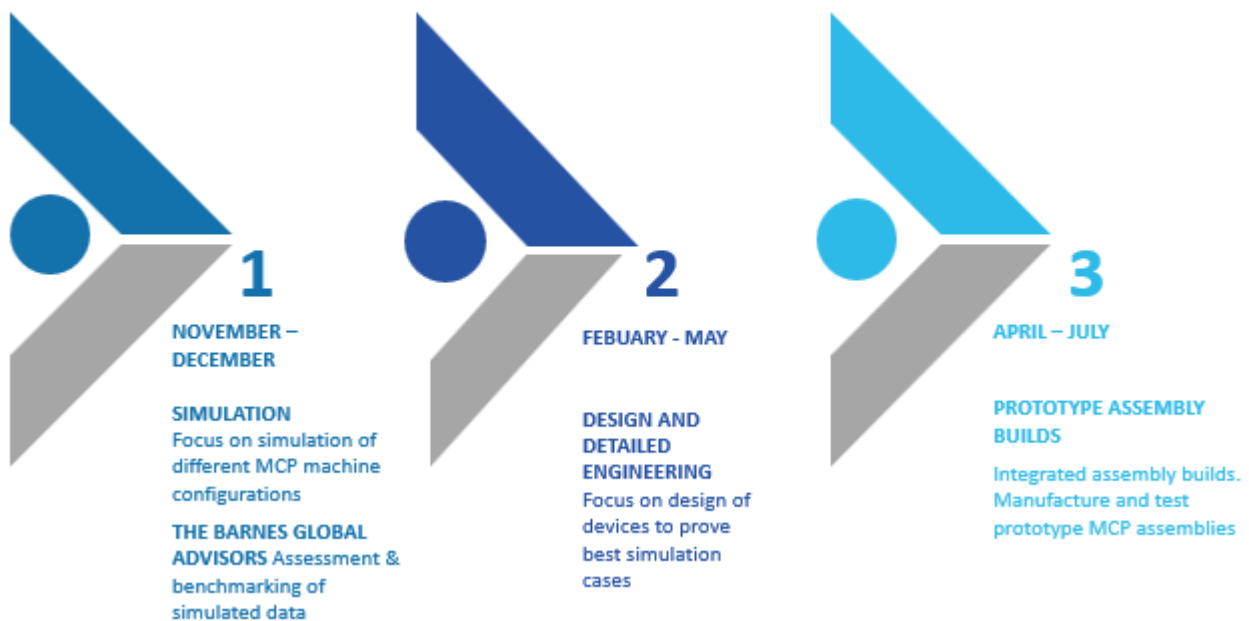 1
NOVEMBER –
DECEMBER
SIMULATION
Focus on simulation of
different MCP machine
configurations
THE BARNES GLOBAL
ADVISORS Assessment &
benchmarking of
simulated data
2
FEBUARY - MAY
DESIGN AND
DETAILED
ENGINEERING
Focus on design of
devices to prove
best simulation
cases
3
APRIL – JULY
PROTOTYPE ASSEMBLY
BUILDS
Integrated assembly builds.
Manufacture and test
prototype MCP assemblies